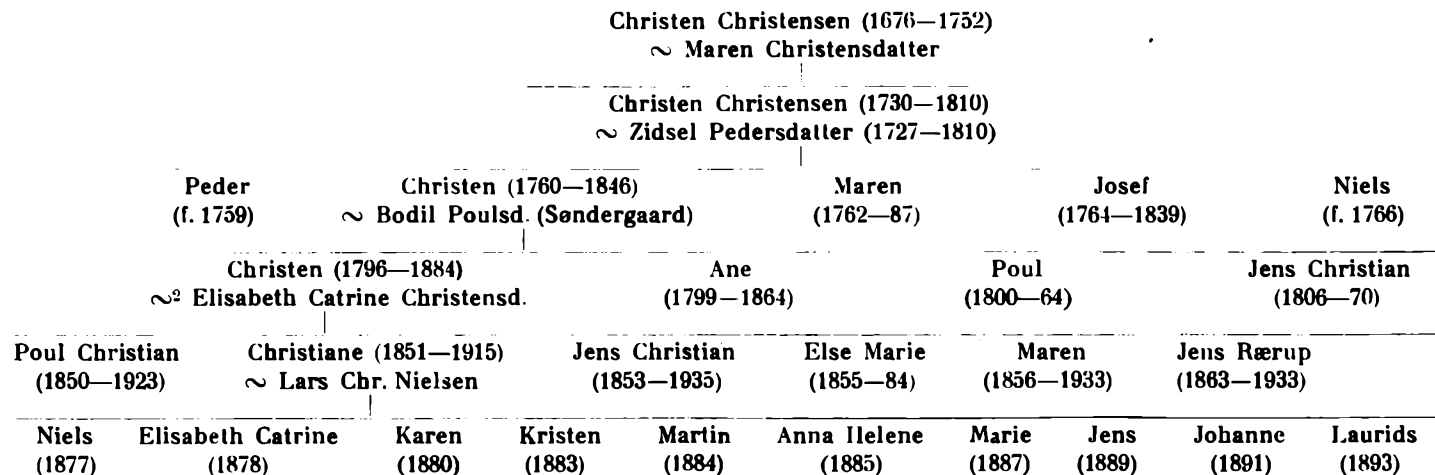 Christen Christensen (1676—1752)
~ Maren Christensdatter
Christen Christensen (1730—1810)
~ Zidsel Pedersdatter (1727—1810)
Peder Christen (1760—1846) Maren Josef Niels
(f. 1759) ~ Bodil Poulsd. (Søndergaard) (1762—87) (1764—1839) (f. 1766)
Christen (1796—1884) Ane Poul Jens Christian
~² Elisabeth Catrine Christensd. (1799—1864) (1800—64) (1806—70)
Poul Christian Christiane (1851—1915) Jens Christian Else Marie Maren Jens Rærup
(1850—1923) ~ Lars Chr. Nielsen (1853—1935) (1855—84) (1856—1933) (1863—1933)
Niels Elisabeth Catrine Karen Kristen Martin Anna Helene Marie Jens Johanne Laurids
(1877) (1878) (1880) (1883) (1884) (1885) (1887) (1889) (1891) (1893)